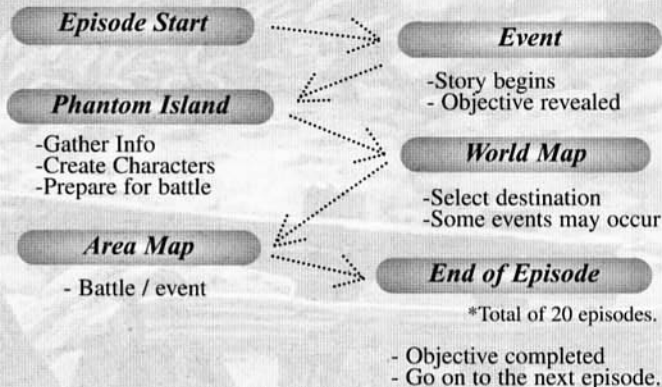 Episode Start
Event
-Story begins
- Objective revealed
Phantom Island
-Gather Info
-Create Characters
-Prepare for battle
World Map
-Select destination
-Some events may occur
Area Map
- Battle / event
End of Episode
*Total of 20 episodes.
- Objective completed
- Go on to the next episode.